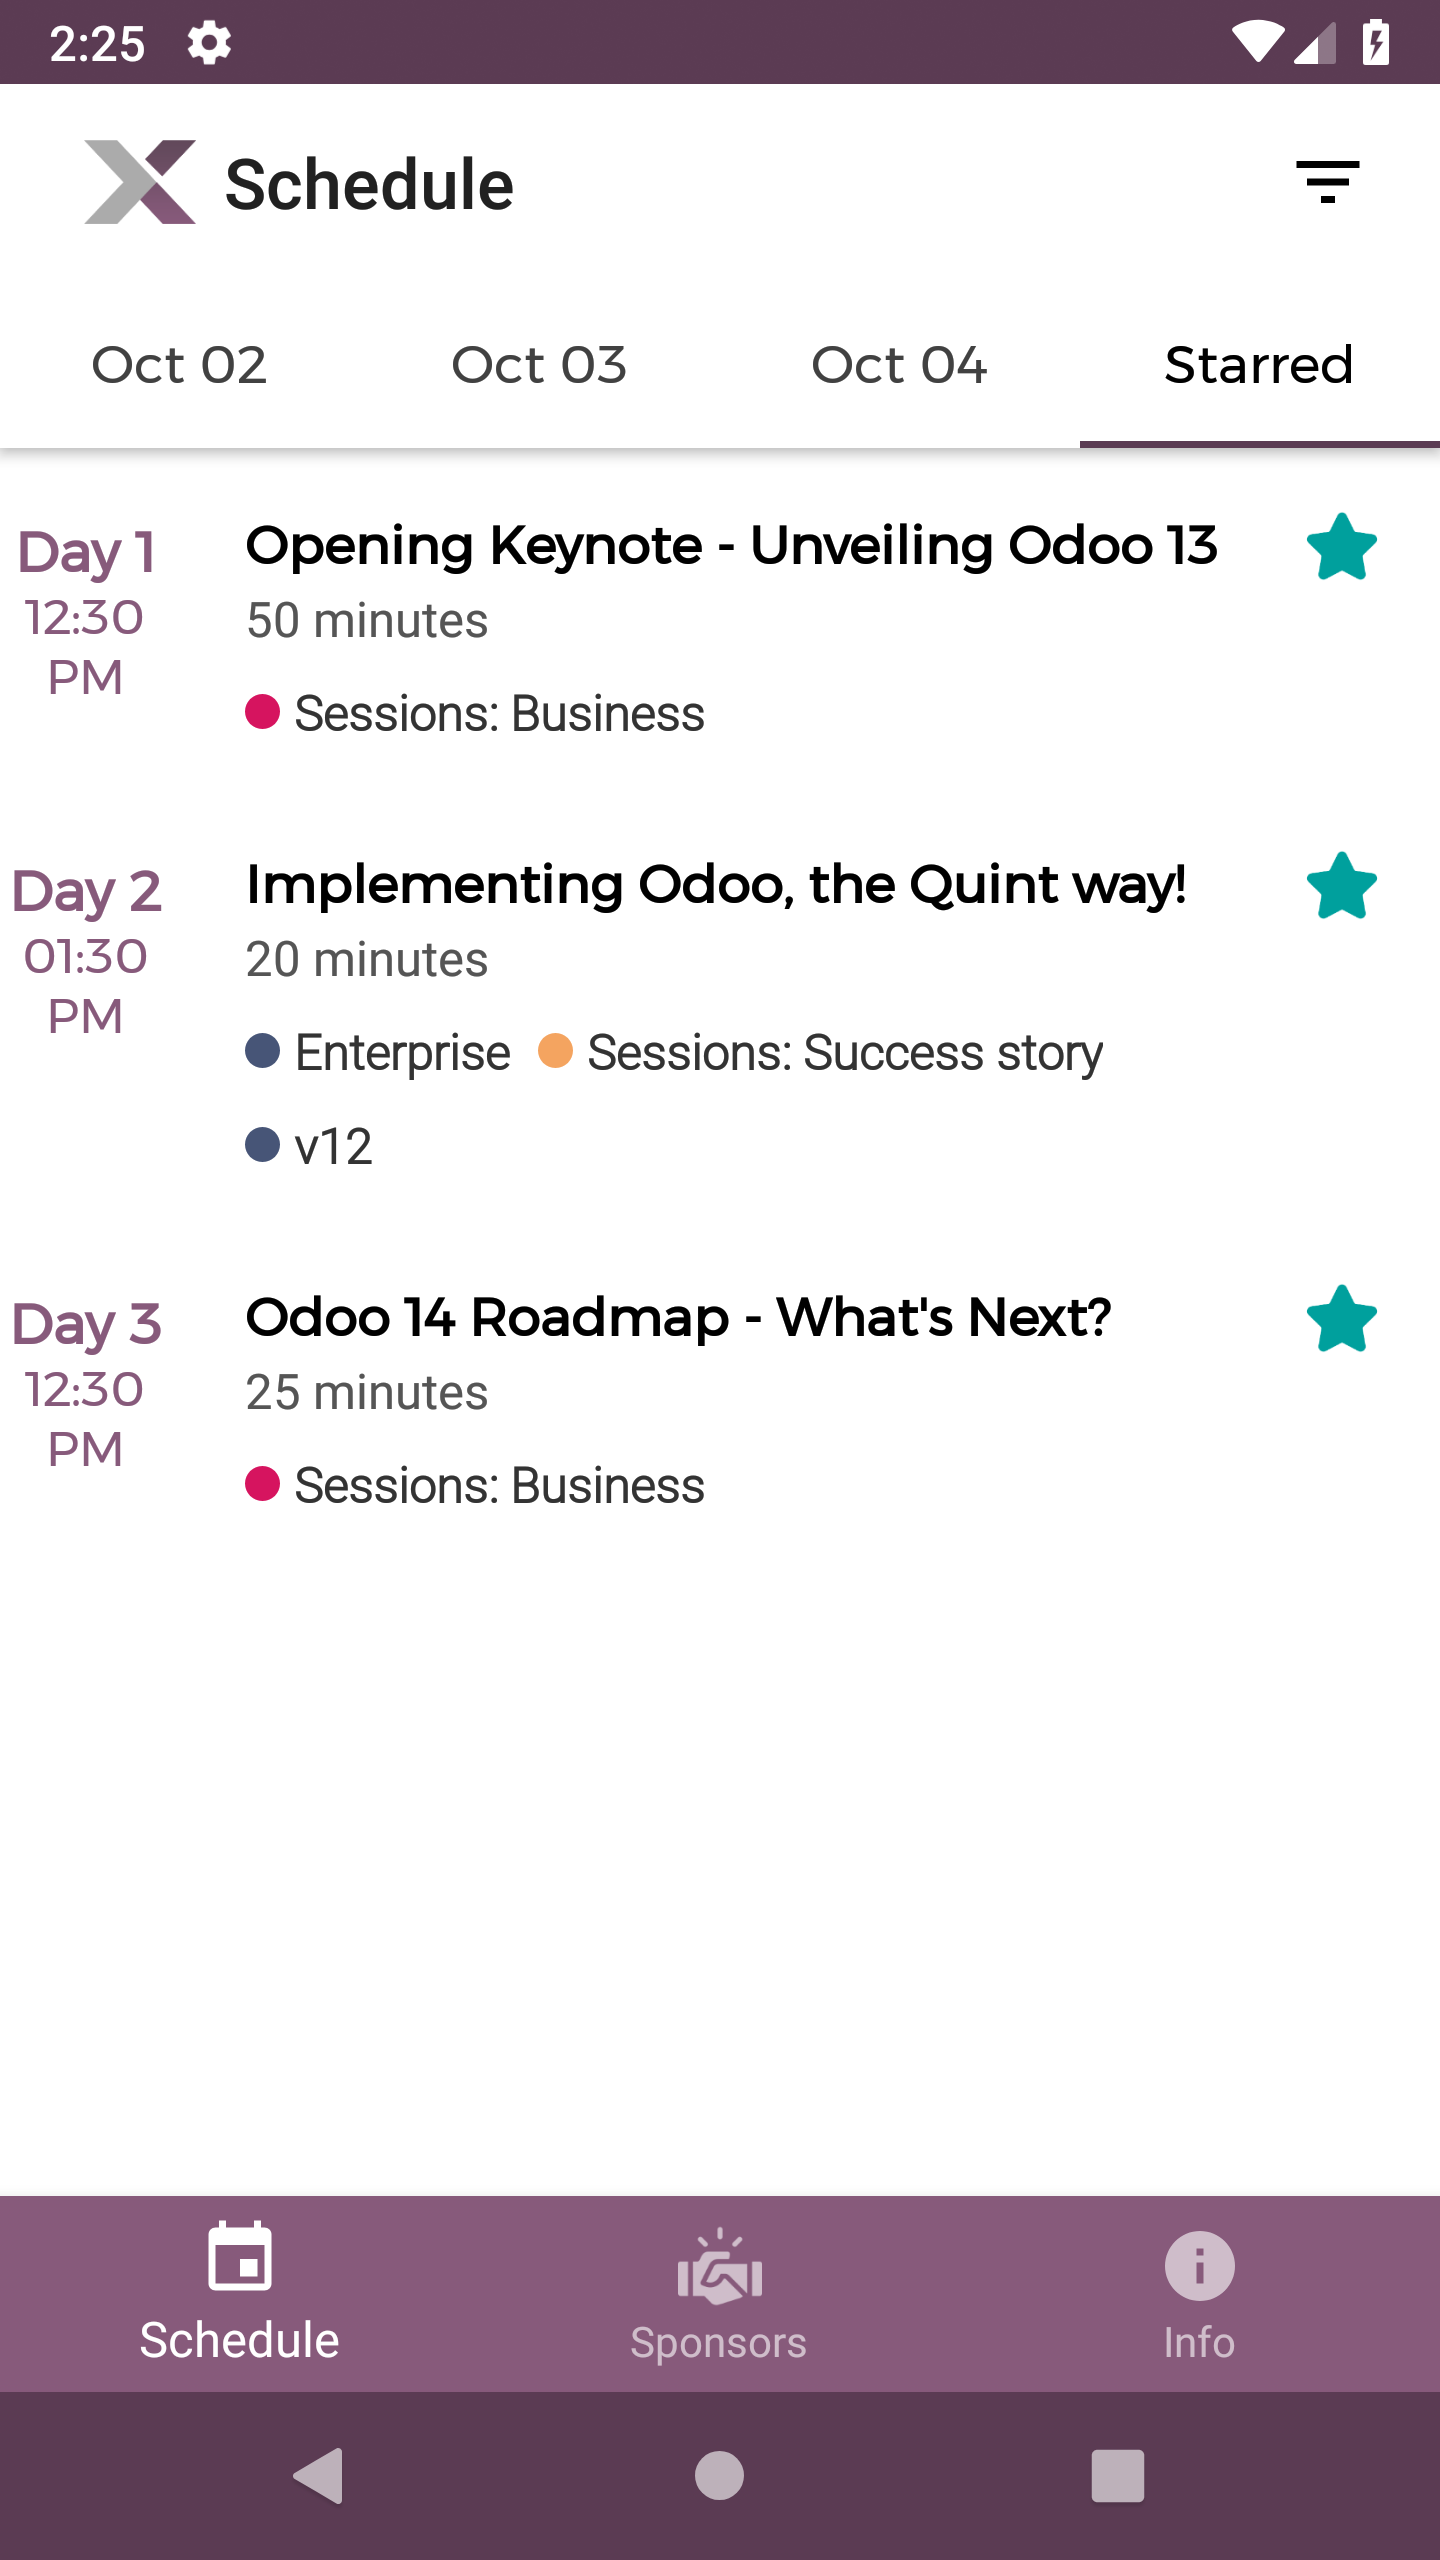 2:25
Schedule
Oct 02 Oct 03 Oct 04 Starred
Day 1
12:30
PM
Opening Keynote - Unveiling Odoo 13
50 minutes
Sessions: Business
Day 2
01:30
PM
Implementing Odoo, the Quint way!
20 minutes
Enterprise Sessions: Success story
v12
Day 3
12:30
PM
Odoo 14 Roadmap - What's Next?
25 minutes
Sessions: Business
Schedule Sponsors Info